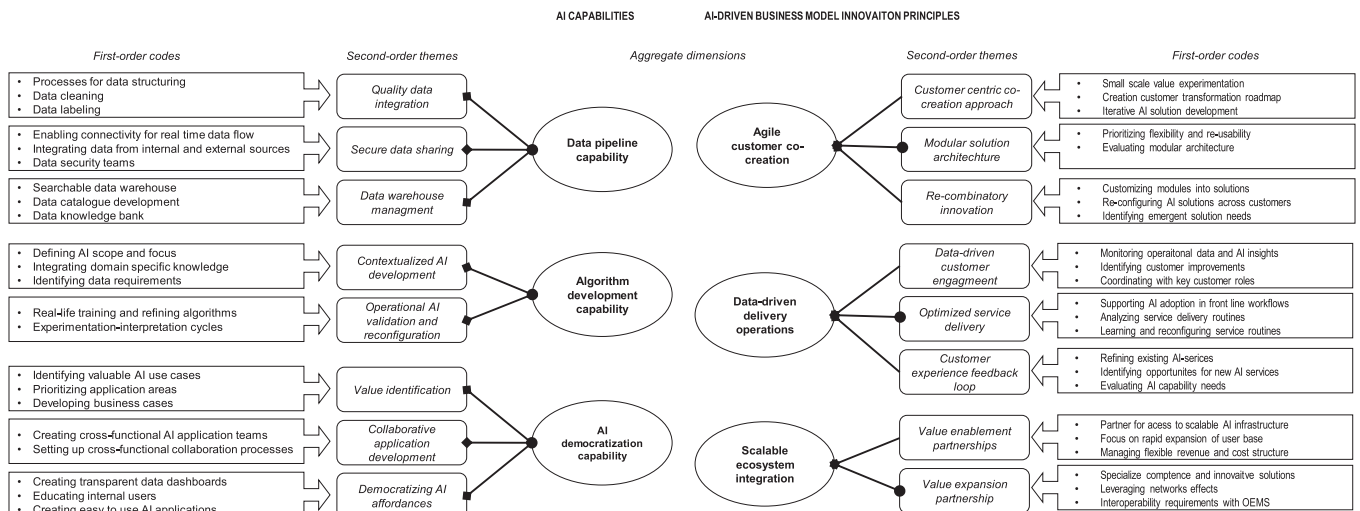 AI CAPABILITIES
AI-DRIVEN BUSINESS MODEL INNOVAITON PRINCIPLES
First-order codes
Second-order themes
Aggregate dimensions
Second-order themes
First-order codes
• Processes for data structuring
• Data cleaning
• Data labeling
Quality data
integration
• Enabling connectivity for real time data flow
• Integrating data from internal and external sources
• Data security teams
Secure data sharing
• Searchable data warehouse
• Data catalogue development
• Data knowledge bank
Data warehouse
managment
Data pipeline
capability
• Defining AI scope and focus
• Integrating domain specific knowledge
• Identifying data requirements
Contextualized AI
development
• Real-life training and refining algorithms
• Experimentation-interpretation cycles
Operational AI
validation and
reconfiguration
Algorithm
development
capability
• Identifying valuable AI use cases
• Prioritizing application areas
• Developing business cases
Value identification
• Creating cross-functional AI application teams
• Setting up cross-functional collaboration processes
Collaborative
application
development
• Creating transparent data dashboards
• Educating internal users
• Creating easy to use AI applications
Democratizing AI
affordances
AI
democratization
capability
Agile
customer co-
creation
Customer centric co-
creation approach
• Small scale value experimentation
• Creation customer transformation roadmap
• Iterative AI solution development
Modular solution
architechture
• Prioritizing flexibility and re-usability
• Evaluating modular architecture
Re-combinatory
innovation
• Customizing modules into solutions
• Re-configuring AI solutions across customers
• Identifying emergent solution needs
Data-driven
delivery
operations
Data-driven
customer
engagment
• Monitoring operaitonal data and AI insights
• Identifying customer improvements
• Coordinating with key customer roles
Optimized service
delivery
• Supporting AI adoption in front line workflows
• Analyzing service delivery routines
• Learning and reconfiguring service routines
Customer
experience feedback
loop
• Refining existing AI-serices
• Identifying opportunites for new AI services
• Evaluating AI capability needs
Scalable
ecosystem
integration
Value enablement
partnerships
• Partner for acess to scalable AI infrastructure
• Focus on rapid expansion of user base
• Managing flexible revenue and cost structure
Value expansion
partnership
• Specialize comptence and innovaitve solutions
• Leveraging networks effects
• Interoperability requirements with OEMS